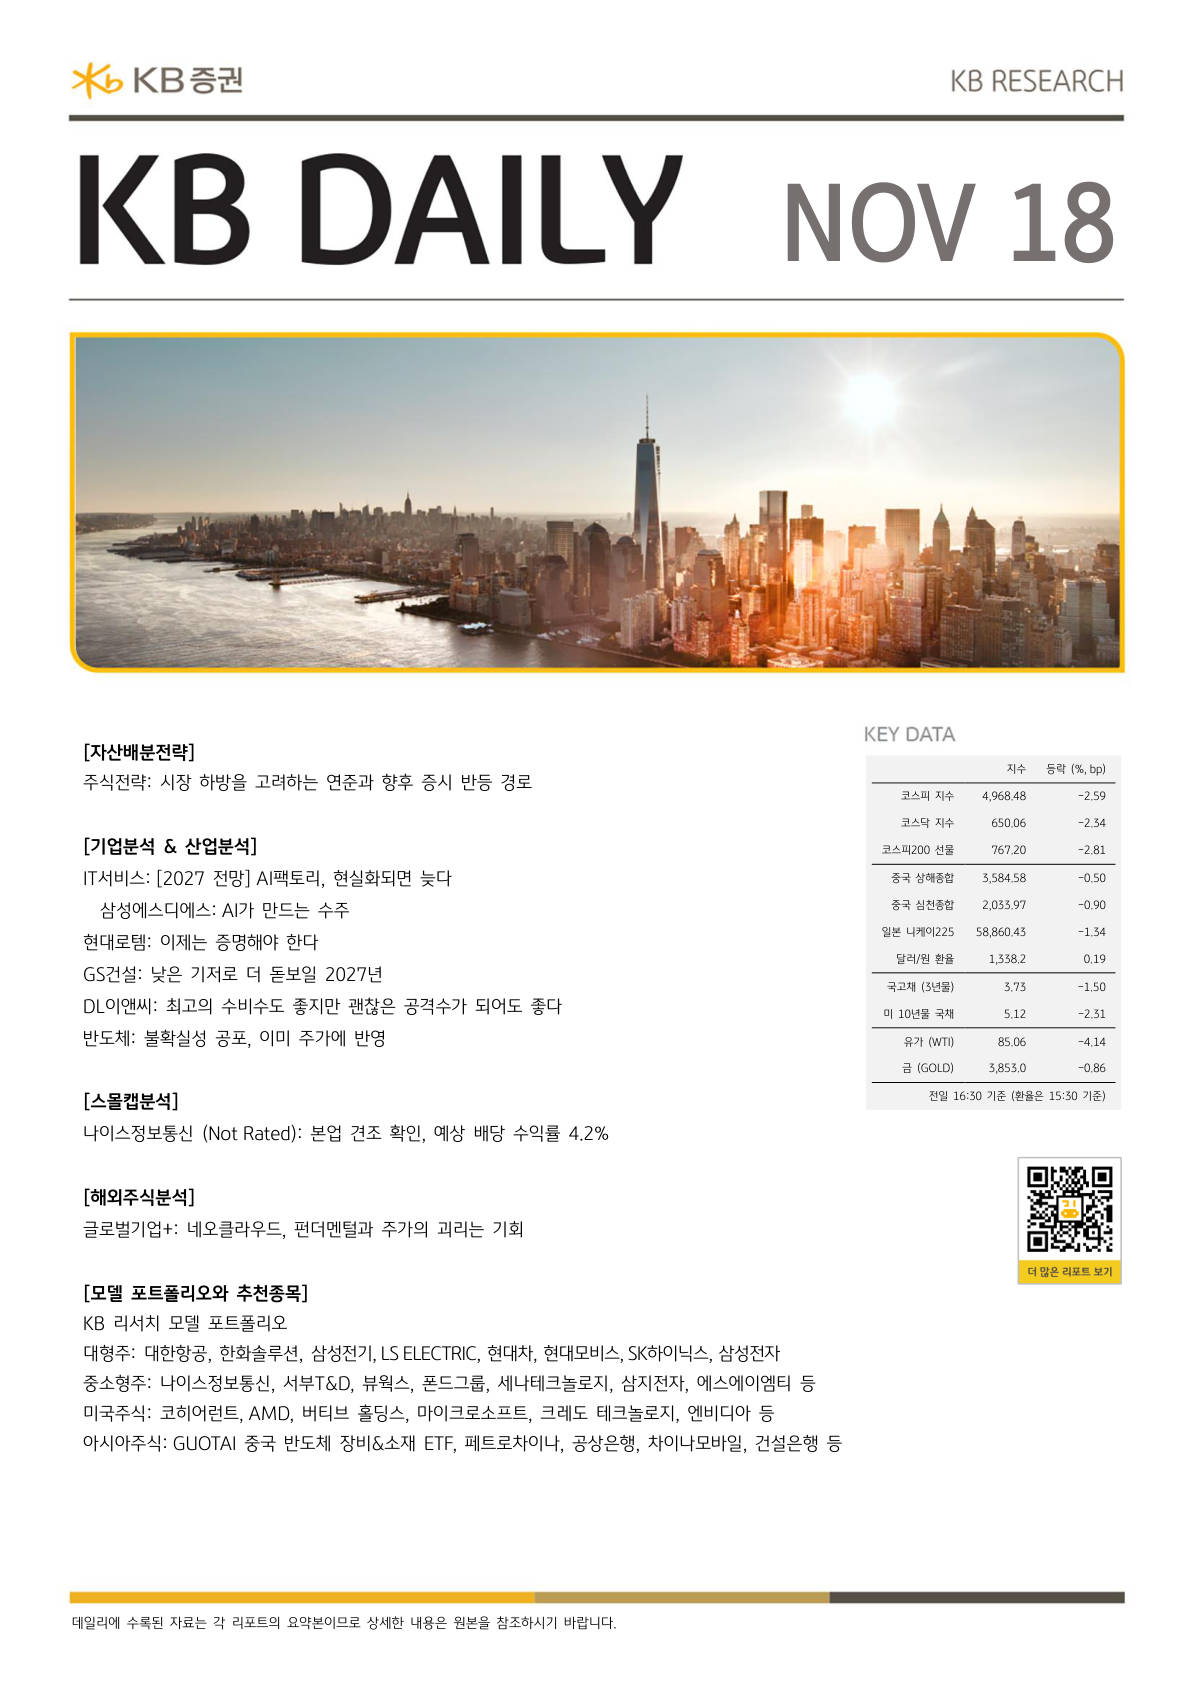 KB증권
KB RESEARCH
KB DAILY
NOV 18
[자산배분전략]
주식전략: 시장 하방을 고려하는 연준과 향후 증시 반등 경로
[기업분석 & 산업분석]
IT서비스: [2027 전망] AI팩토리, 현실화되면 늦다
삼성에스디에스: AI가 만드는 수주
현대로템: 이제는 증명해야 한다
GS건설: 낮은 기저로 더 돋보일 2027년
DL이앤씨: 최고의 수비수도 좋지만 괜찮은 공격수가 되어도 좋다
반도체: 불확실성 공포, 이미 주가에 반영
[스몰캡분석]
나이스정보통신 (Not Rated): 본업 견조 확인, 예상 배당 수익률 4.2%
[해외주식분석]
글로벌기업+: 네오클라우드, 펀더멘털과 주가의 괴리는 기회
[모델 포트폴리오와 추천종목]
KB 리서치 모델 포트폴리오
대형주: 대한항공, 한화솔루션, 삼성전기, LS ELECTRIC, 현대차, 현대모비스, SK하이닉스, 삼성전자
중소형주: 나이스정보통신, 서부T&D, 뷰웍스, 폰드그룹, 세나테크놀로지, 삼지전자, 에스에이엠티 등
미국주식: 코히어런트, AMD, 버티브 홀딩스, 마이크로소프트, 크레도 테크놀로지, 엔비디아 등
아시아주식: GUOTAI 중국 반도체 장비&소재 ETF, 페트로차이나, 공상은행, 차이나모바일, 건설은행 등
KEY DATA
지수 등락 (%, bp)
코스피 지수 4,968.48 -2.59
코스닥 지수 650.06 -2.34
코스피200 선물 767.20 -2.81
중국 상해종합 3,584.58 -0.50
중국 심천종합 2,033.97 -0.90
일본 니케이225 58,860.43 -1.34
달러/원 환율 1,338.2 0.19
국고채 (3년물) 3.73 -1.50
미 10년물 국채 5.12 -2.31
유가 (WTI) 85.06 -4.14
금 (GOLD) 3,853.0 -0.86
전일 16:30 기준 (환율은 15:30 기준)
더 많은 리포트 보기
데일리에 수록된 자료는 각 리포트의 요약본이므로 상세한 내용은 원본을 참조하시기 바랍니다.